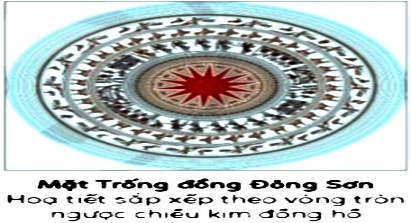 Mặt Trống đồng Đông Sơn
Hoạ tiết sắp xếp theo vòng tròn
ngược chiều kim đồng hồ